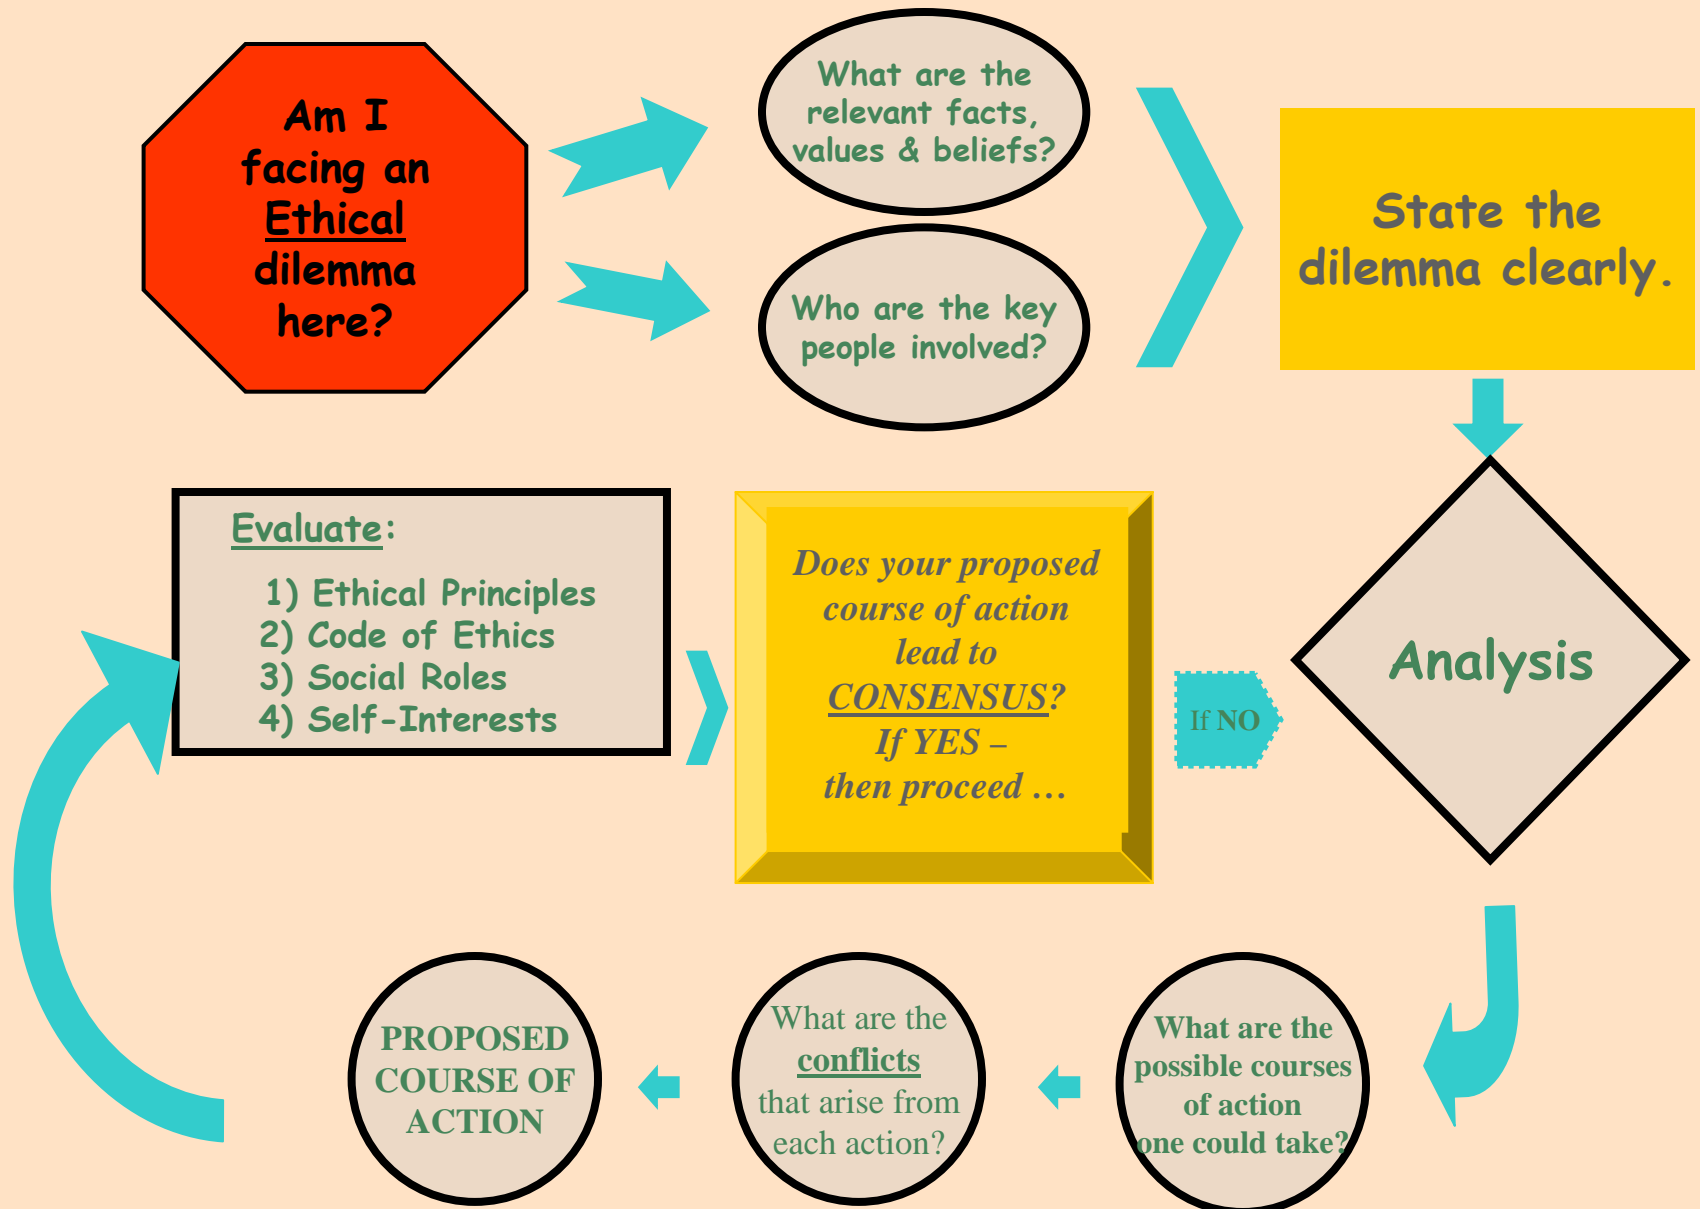 Am I
facing an
Ethical
dilemma
here?
What are the
relevant facts,
values & beliefs?
Who are the key
people involved?
State the
dilemma clearly.
Analysis
What are the
possible courses
of action
one could take?
What are the
conflicts
that arise from
each action?
PROPOSED
COURSE OF
ACTION
Evaluate:
1) Ethical Principles
2) Code of Ethics
3) Social Roles
4) Self-Interests
Does your proposed
course of action
lead to
CONSENSUS?
If YES –
then proceed …
If NO